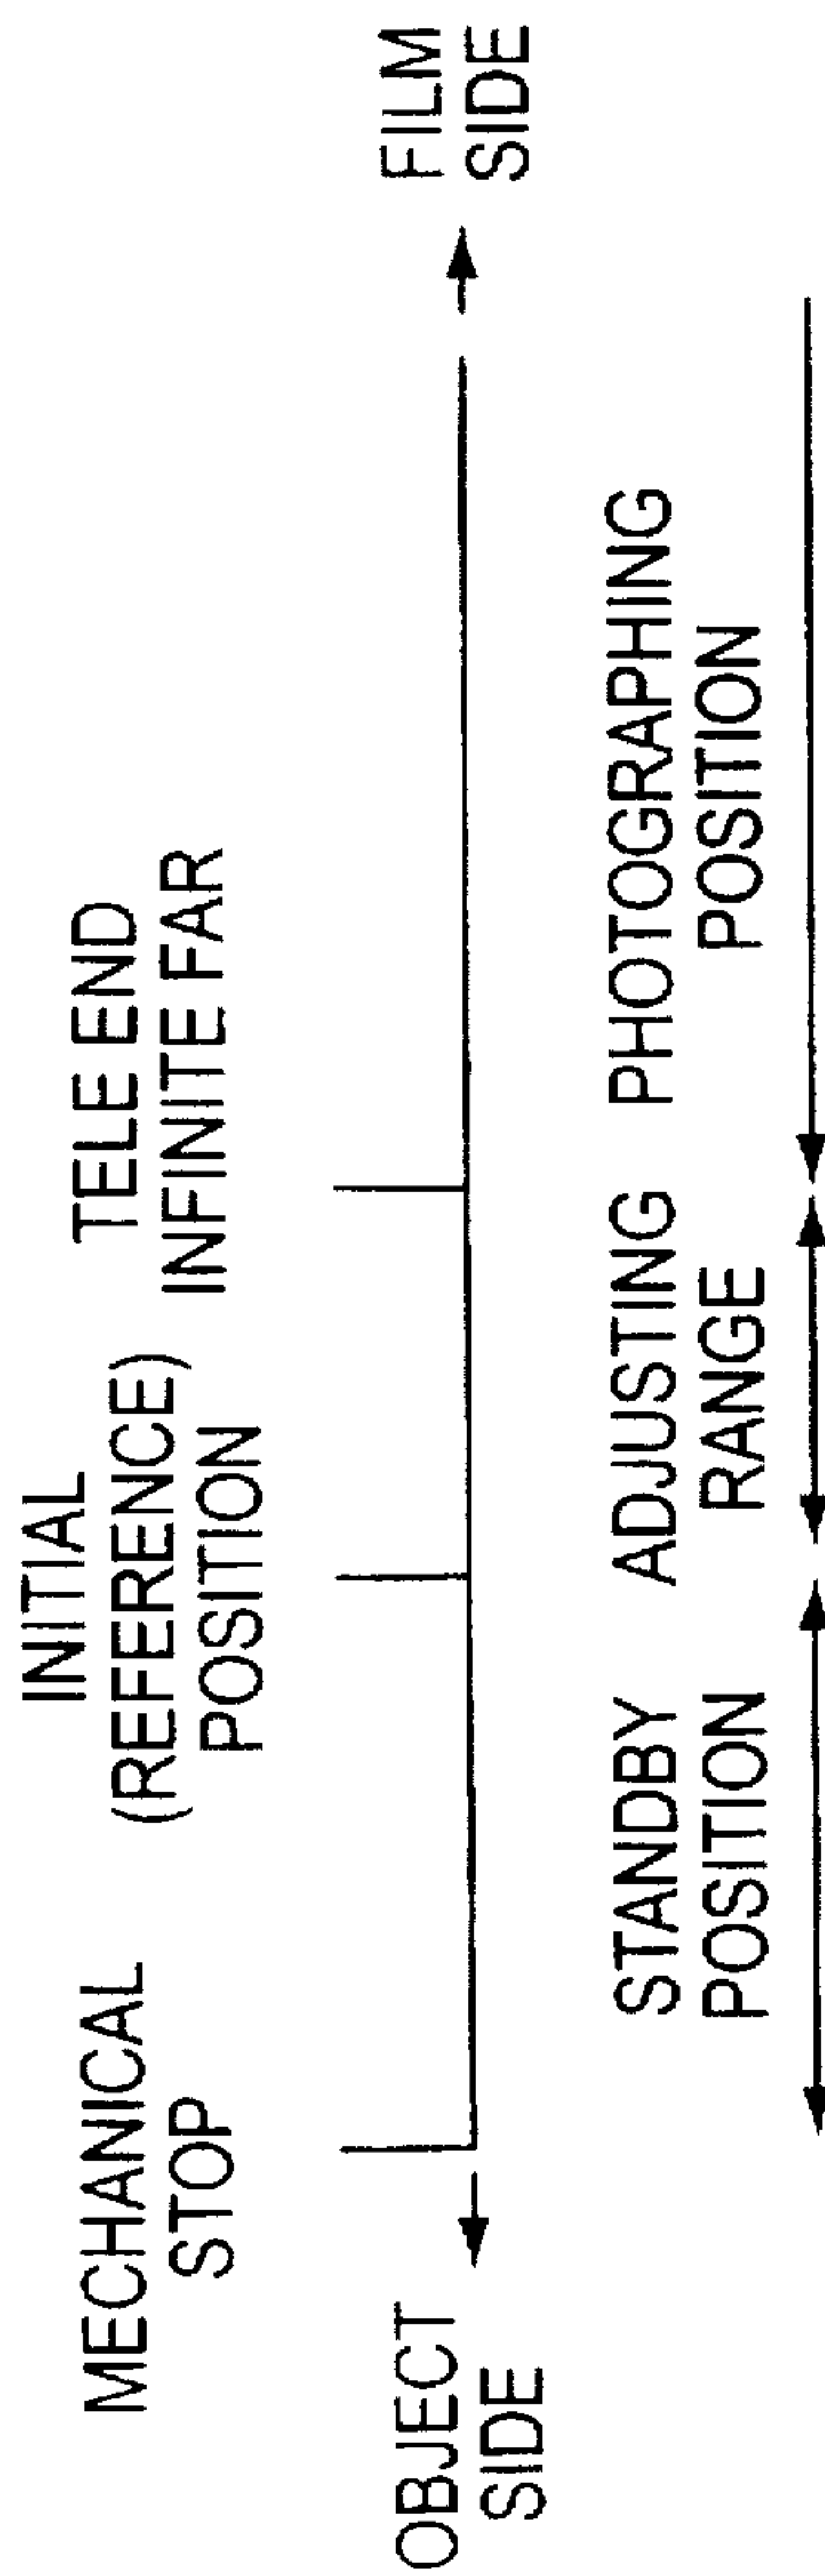 MECHANICAL
STOP
INITIAL
(REFERENCE)
POSITION
TELE END
INFINITE FAR
OBJECT
SIDE
FILM
SIDE
STANDBY
POSITION
ADJUSTING
RANGE
PHOTOGRAPHING
POSITION